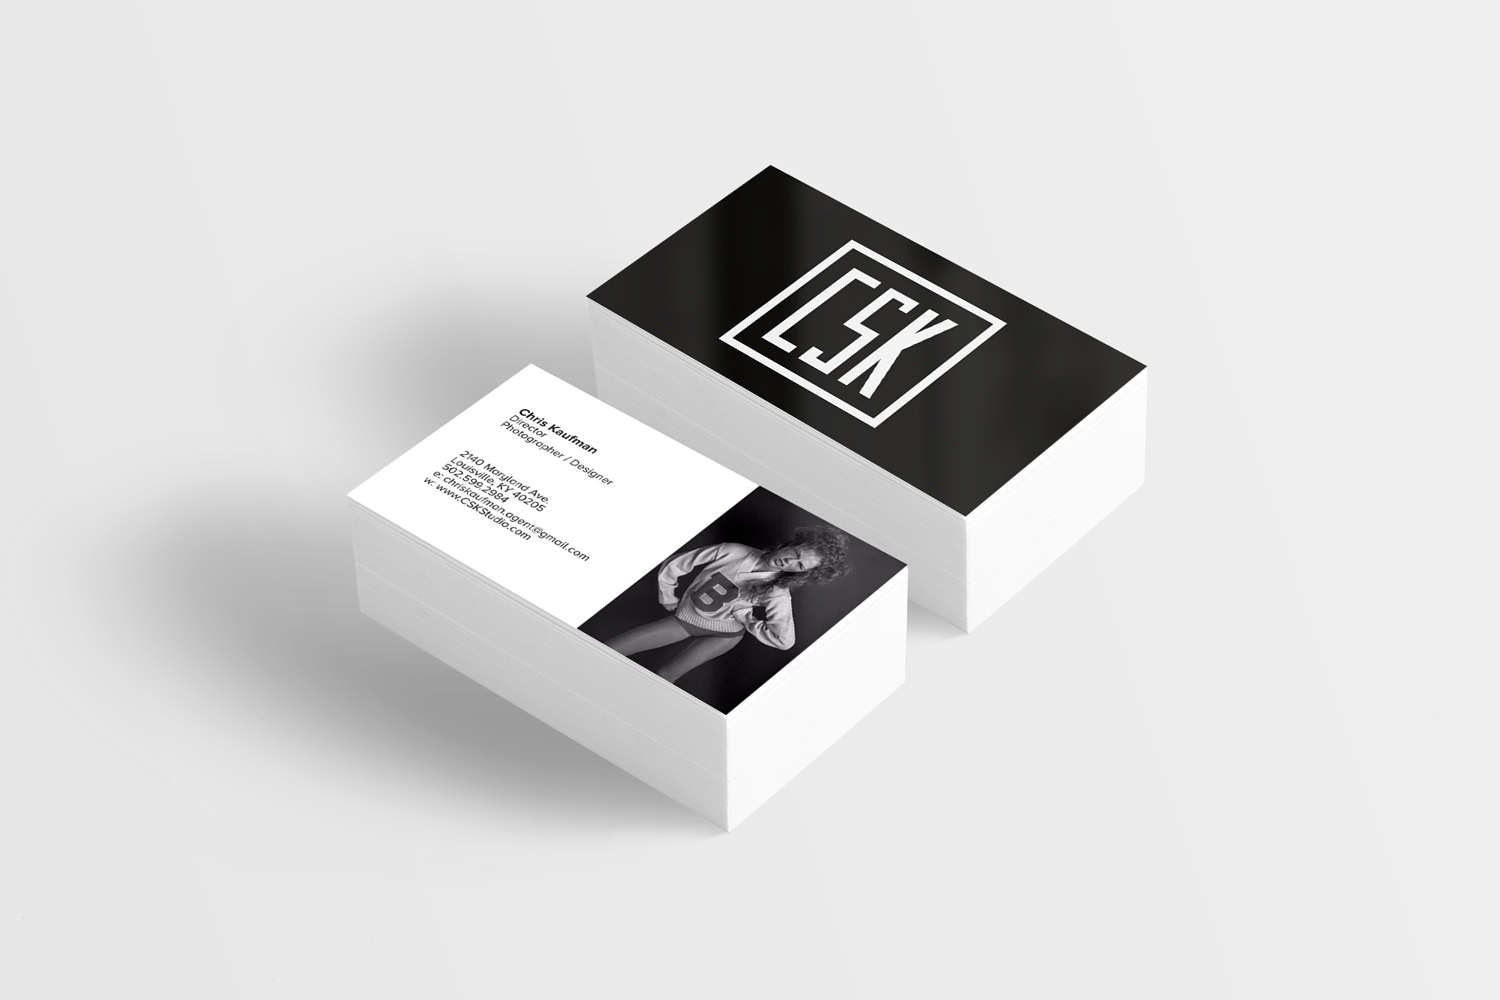 Chris Kaufman
Director
Photographer / Designer
2140 Maryland Ave.
Louisville, KY 40205
502.599.2984
e: chriskaufman.agent@gmail.com
w: www.CSKStudio.com
CSK
B